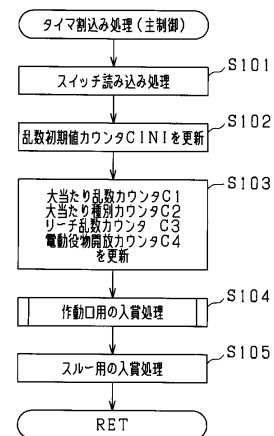 タイマ割込み処理(主制御)
S101
スイッチ読み込み処理
S102
乱数初期値カウンタCINIを更新
S103
大当たり乱数カウンタC1
大当たり種別カウンタC2
リーチ乱数カウンタ C3
電動役物開放カウンタC4
を更新
S104
作動口用の入賞処理
S105
スルー用の入賞処理
RET